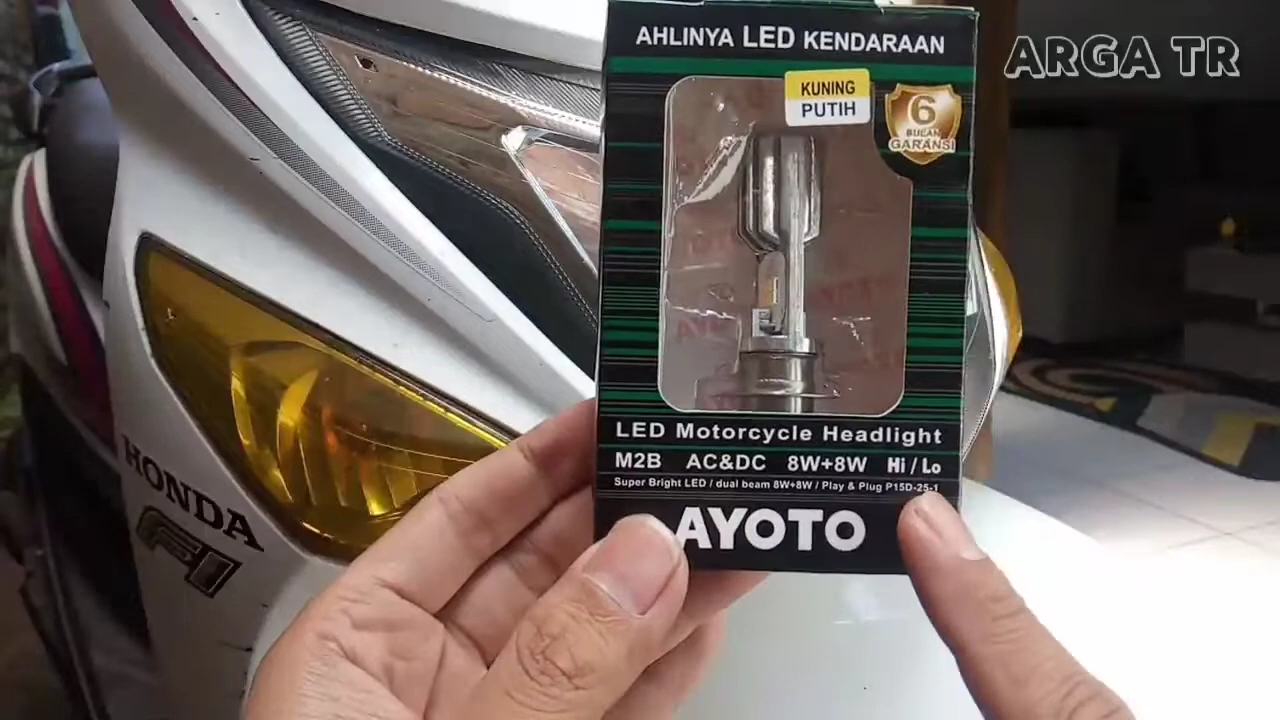 AHLINYA LED KENDARAAN
ARGA TR
KUNING
PUTIH
6
BULAN
GARANSI
LED Motorcycle Headlight
M2B AC&DC 8W+8W Hi / Lo
Super Bright LED / dual beam 8W+8W / Play & Plug P15D-25-1
AYOTO
HONDA
FI